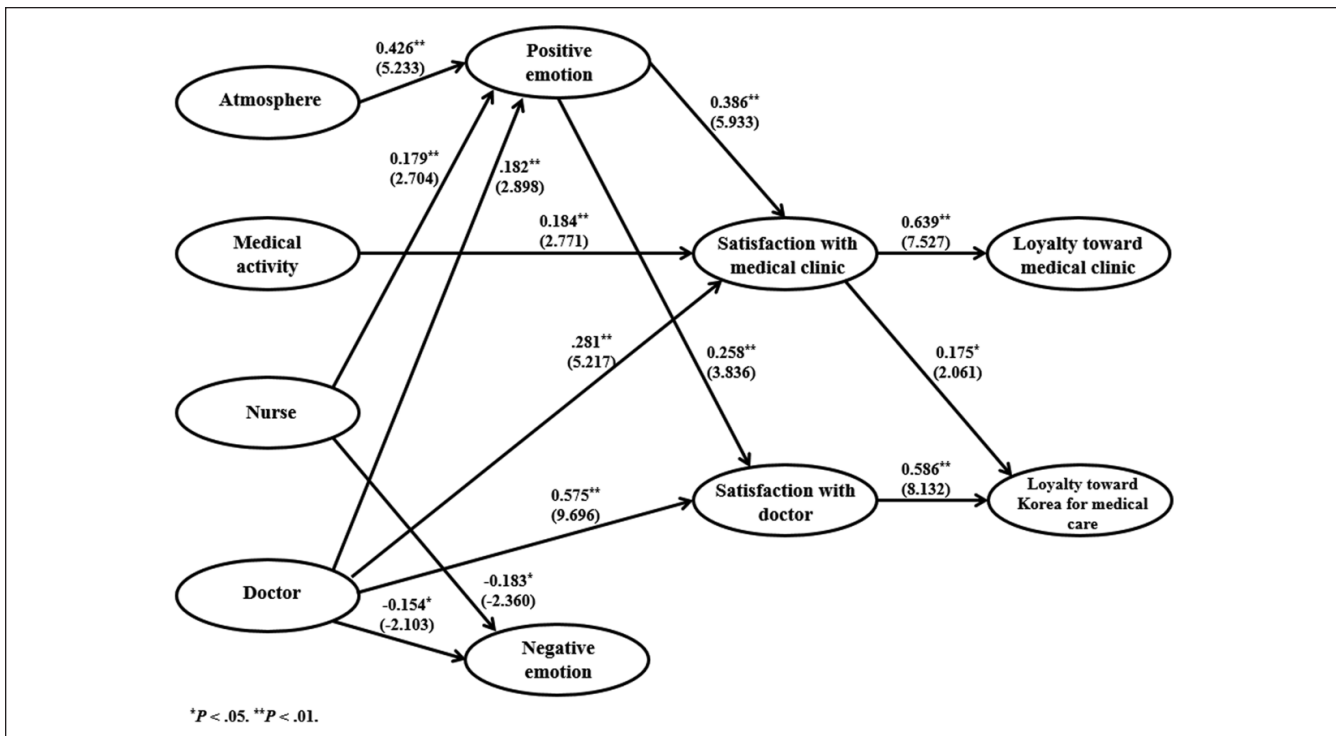 0.426**
(5.233)
Positive
emotion
Atmosphere
0.386**
(5.933)
0.179**
(2.704)
.182**
(2.898)
Medical
activity
0.184**
(2.771)
Satisfaction with
medical clinic
0.639**
(7.527)
Loyalty toward
medical clinic
.281**
(5.217)
0.258**
(3.836)
0.175*
(2.061)
Nurse
0.575**
(9.696)
Satisfaction with
doctor
0.586**
(8.132)
Loyalty toward
Korea for medical
care
Doctor
-0.154*
(-2.103)
-0.183*
(-2.360)
Negative
emotion
*P < .05. **P < .01.